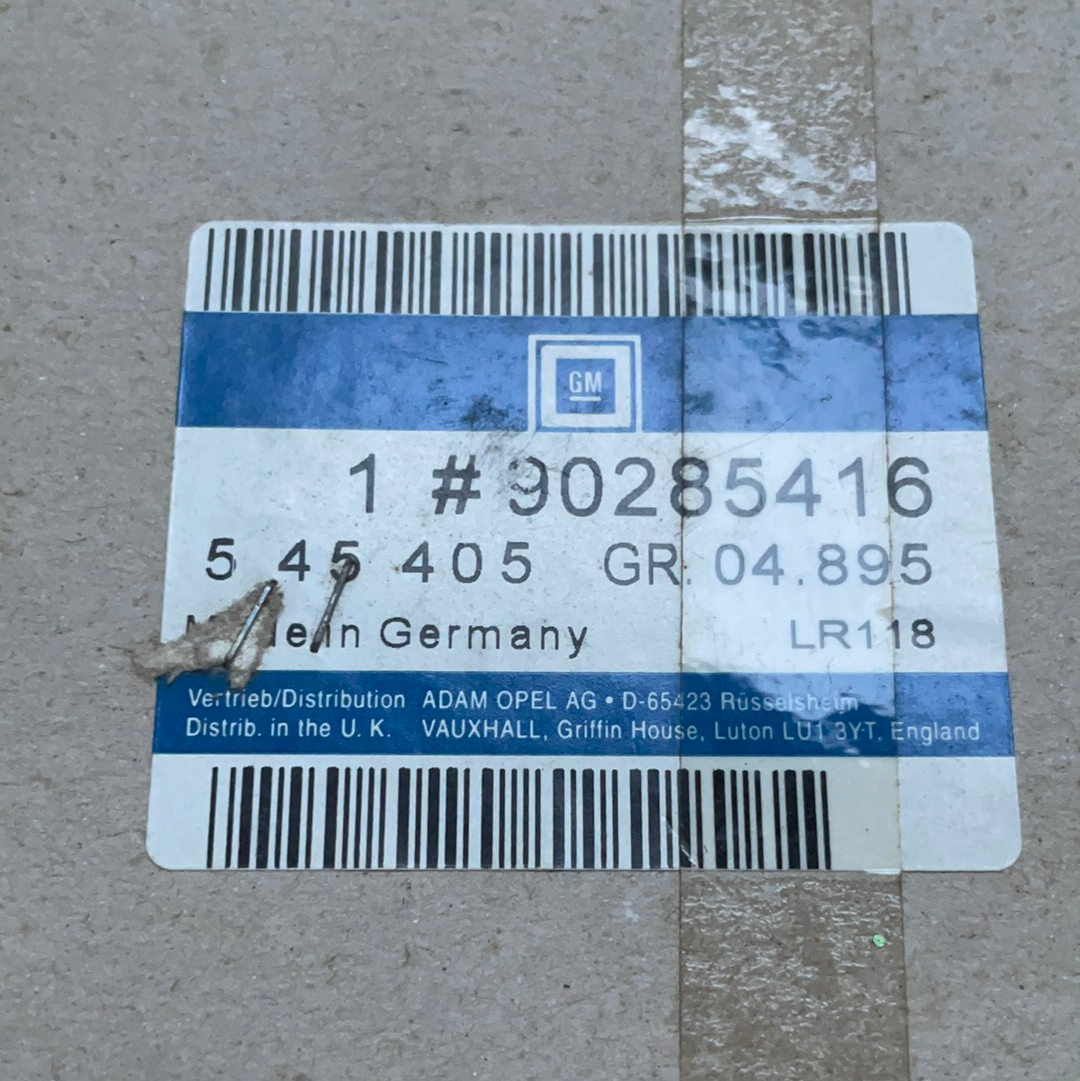 GM
1 # 90285416
5 45 405 GR. 04.895
in Germany LR118
Vertrieb/Distribution ADAM OPEL AG • D-65423 Rüsselsheim
Distrib. in the U. K. VAUXHALL, Griffin House, Luton LU1 3YT, England